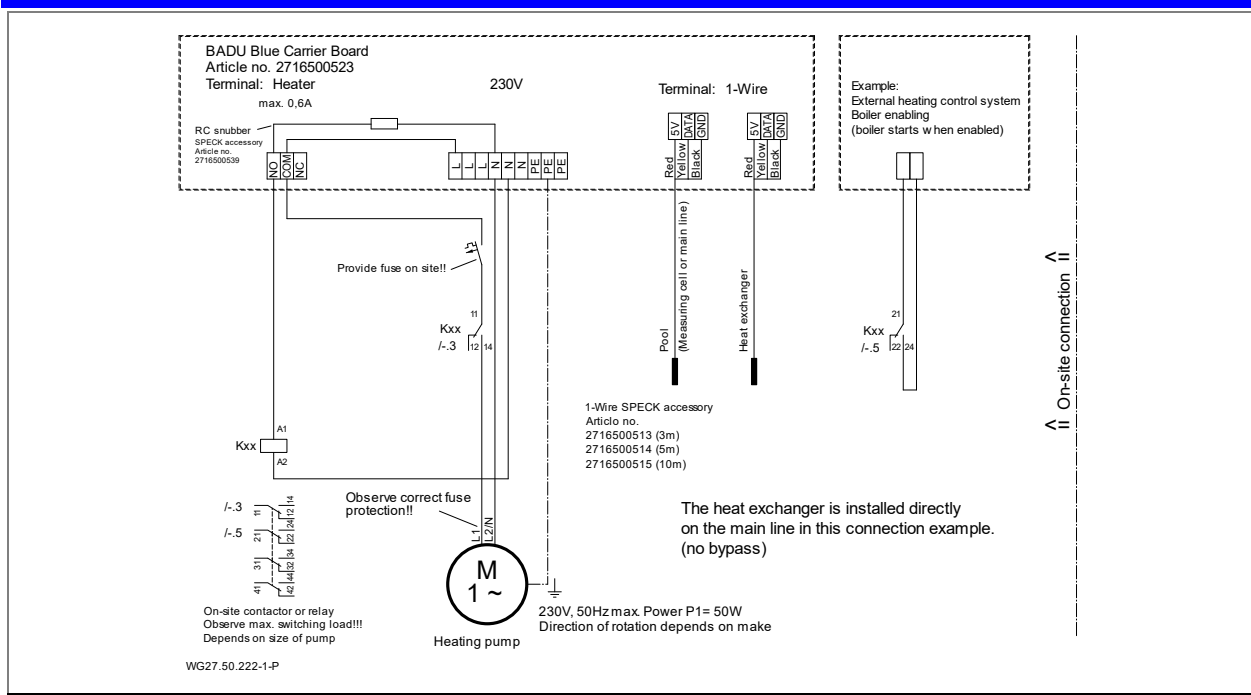 BADU Blue Carrier Board
Article no. 2716500523
Terminal: Heater
230V
max. 0,6A
RC snubber
SPECK accessory
Article no.
2716500539
NO
COM
NC
L
L
L
N
N
N
PE
PE
PE
Terminal: 1-Wire
5V
DATA
GND
Red
Yellow
Black
5V
DATA
GND
Red
Yellow
Black
Example:
External heating control system
Boiler enabling
(boiler starts when enabled)
Provide fuse on site!!
11
Kxx
/-.3
12 14
Pool
(Measuring cell or main line)
Heat exchanger
21
Kxx
/-.5
22 24
<= On-site connection <=
1-Wire SPECK accessory
Articlo no.
2716500513 (3m)
2716500514 (5m)
2716500515 (10m)
A1
Kxx
A2
Observe correct fuse
protection!!
L1
L2/N
M
1 ~
Heating pump
230V, 50Hz max. Power P1= 50W
Direction of rotation depends on make
The heat exchanger is installed directly
on the main line in this connection example.
(no bypass)
/-.3
11
12
14
/-.5
21
22
24
31
32
34
41
42
44
On-site contactor or relay
Observe max. switching load!!!
Depends on size of pump
WG27.50.222-1-P